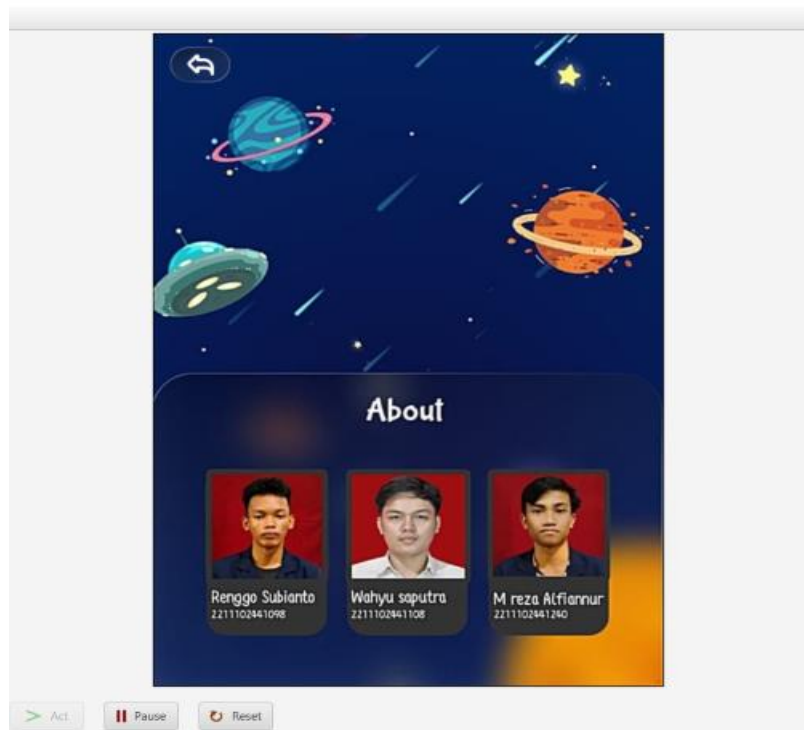 About
Renggo Subianto
2211102441098
Wahyu saputra
2211102441108
M reza Alfiannur
2211102441240
Act
Pause
Reset